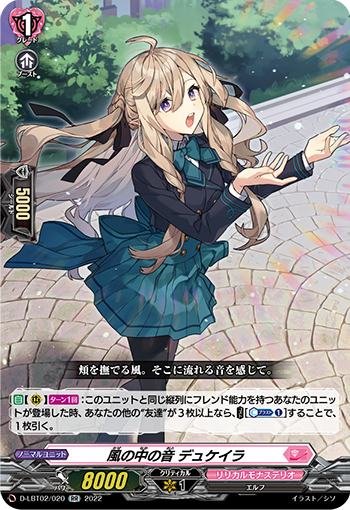 1
グレード
ブースト
5000
シールド
頬を撫でる風。そこに流れる音を感じて。
自【R】【ターン1回】:このユニットと同じ縦列にフレンド能力を持つあなたのユニッ
トが登場した時、あなたの他の“友達”が3枚以上なら、[ブラスト1]することで、
1枚引く。
ノーマルユニット
風の中の音 デュケイラ
パワー
8000
クリティカル
1
リリカルモナステリオ
エルフ
D-LBT02/020 RR 2022
イラスト/シソ